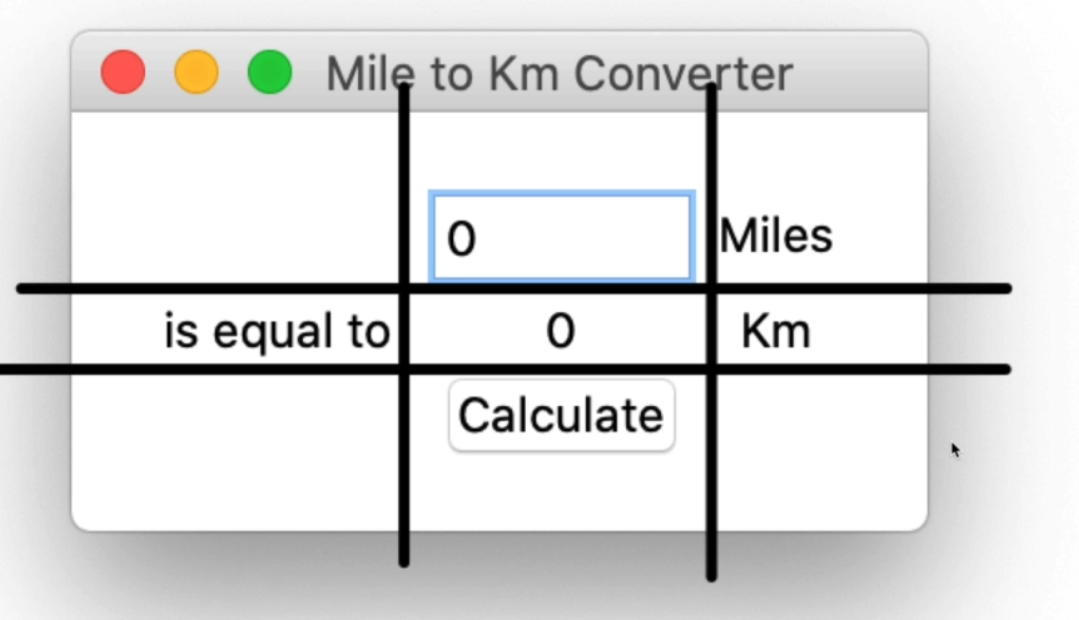 Mile to Km Converter
0 Miles
is equal to 0 Km
Calculate